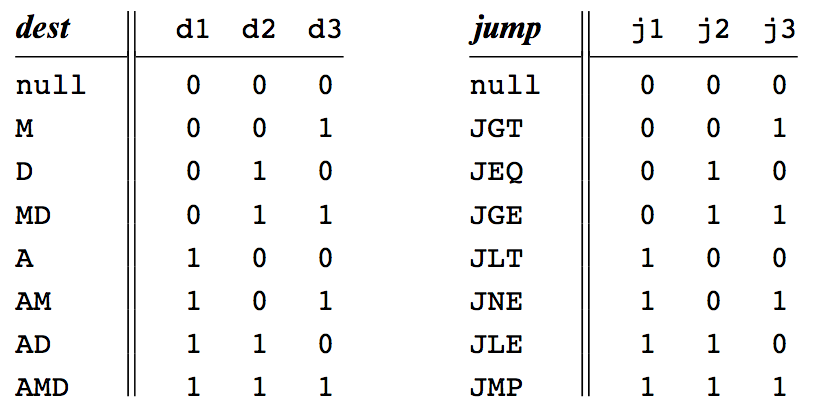 dest d1 d2 d3 jump j1 j2 j3
null 0 0 0 null 0 0 0
M 0 0 1 JGT 0 0 1
D 0 1 0 JEQ 0 1 0
MD 0 1 1 JGE 0 1 1
A 1 0 0 JLT 1 0 0
AM 1 0 1 JNE 1 0 1
AD 1 1 0 JLE 1 1 0
AMD 1 1 1 JMP 1 1 1